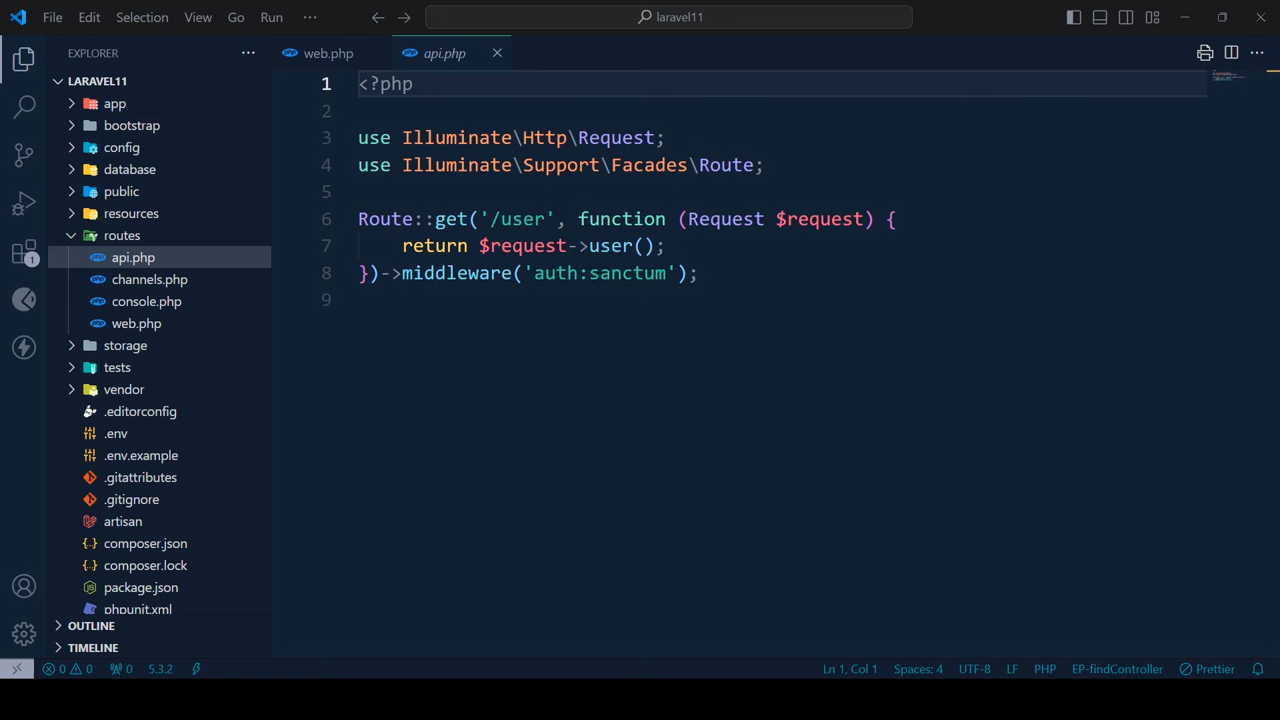 File Edit Selection View Go Run ··· laravel11
EXPLORER ···
LARAVEL11
app
bootstrap
config
database
public
resources
routes
api.php
channels.php
console.php
web.php
storage
tests
vendor
.editorconfig
.env
.env.example
.gitattributes
.gitignore
artisan
composer.json
composer.lock
package.json
phpunit.xml
OUTLINE
TIMELINE
1
web.php api.php
1 <?php
2
3 use Illuminate\Http\Request;
4 use Illuminate\Support\Facades\Route;
5
6 Route::get('/user', function (Request $request) {
7     return $request->user();
8 })->middleware('auth:sanctum');
9
0 0 0 5.3.2 Ln 1, Col 1 Spaces: 4 UTF-8 LF PHP EP-findController Prettier